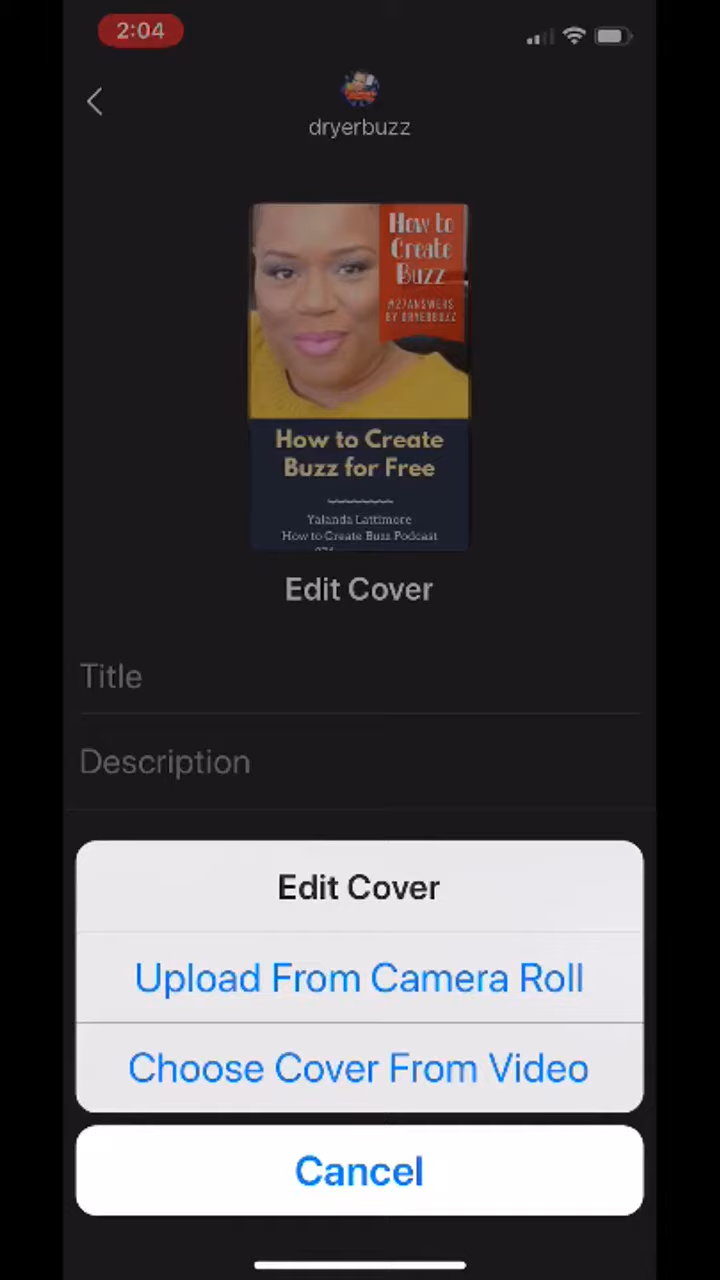 2:04
dryerbuzz
How to
Create
Buzz
#27ANSWERS
BY DRYERBUZZ
How to Create
Buzz for Free
Yalanda Lattimore
How to Create Buzz Podcast
Edit Cover
Title
Description
Edit Cover
Upload From Camera Roll
Choose Cover From Video
Cancel